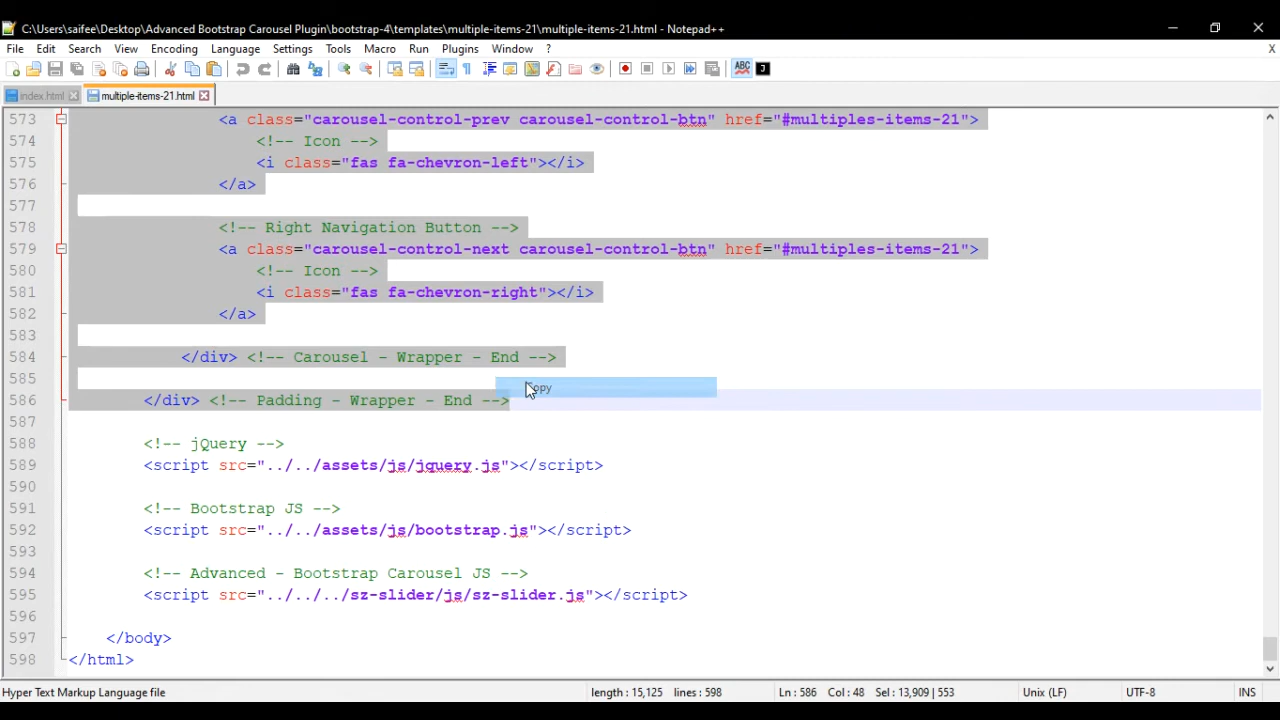 C:\Users\saifee\Desktop\Advanced Bootstrap Carousel Plugin\bootstrap-4\templates\multiple-items-21\multiple-items-21.html - Notepad++
File Edit Search View Encoding Language Settings Tools Macro Run Plugins Window ? X
index.html multiple-items-21.html
573 <a class="carousel-control-prev carousel-control-btn" href="#multiples-items-21">
574 <!-- Icon -->
575 <i class="fas fa-chevron-left"></i>
576 </a>
577
578 <!-- Right Navigation Button -->
579 <a class="carousel-control-next carousel-control-btn" href="#multiples-items-21">
580 <!-- Icon -->
581 <i class="fas fa-chevron-right"></i>
582 </a>
583
584 </div> <!-- Carousel - Wrapper - End -->
585
Copy
586 </div> <!-- Padding - Wrapper - End -->
587
588 <!-- jQuery -->
589 <script src="../../assets/js/jquery.js"></script>
590
591 <!-- Bootstrap JS -->
592 <script src="../../assets/js/bootstrap.js"></script>
593
594 <!-- Advanced - Bootstrap Carousel JS -->
595 <script src="../../../sz-slider/js/sz-slider.js"></script>
596
597 </body>
598 </html>
Hyper Text Markup Language file length : 15,125 lines : 598 Ln : 586 Col : 48 Sel : 13,909 | 553 Unix (LF) UTF-8 INS